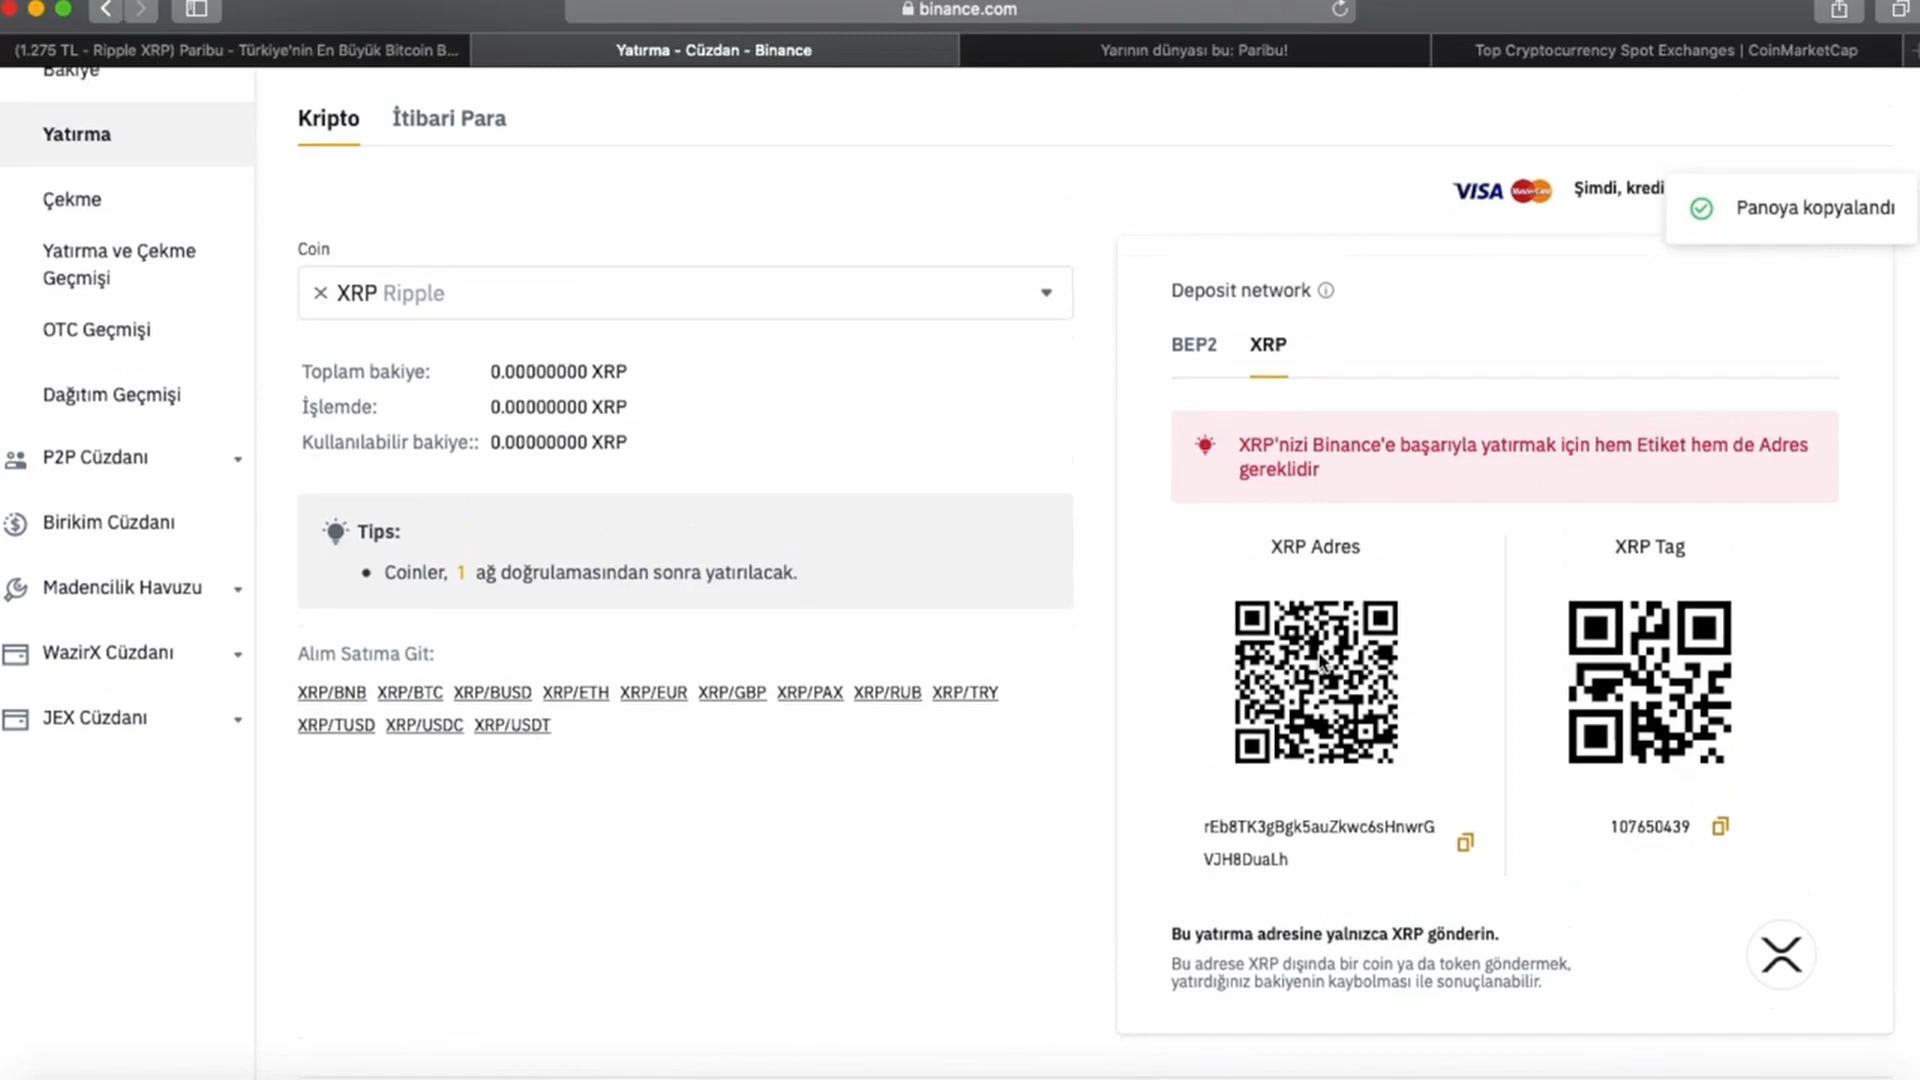 binance.com
(1.275 TL - Ripple XRP) Paribu - Türkiye'nin En Büyük Bitcoin B...
Yatırma - Cüzdan - Binance
Yarının dünyası bu: Paribu!
Top Cryptocurrency Spot Exchanges | CoinMarketCap
Bakiye
Yatırma
Çekme
Yatırma ve Çekme
Geçmişi
OTC Geçmişi
Dağıtım Geçmişi
P2P Cüzdanı
Birikim Cüzdanı
Madencilik Havuzu
WazirX Cüzdanı
JEX Cüzdanı
Kripto İtibari Para
VISA MasterCard Şimdi, kredi
Panoya kopyalandı
Coin
XRP Ripple
Toplam bakiye: 0.00000000 XRP
İşlemde: 0.00000000 XRP
Kullanılabilir bakiye:: 0.00000000 XRP
Tips:
Coinler, 1 ağ doğrulamasından sonra yatırılacak.
Alım Satıma Git:
XRP/BNB XRP/BTC XRP/BUSD XRP/ETH XRP/EUR XRP/GBP XRP/PAX XRP/RUB XRP/TRY
XRP/TUSD XRP/USDC XRP/USDT
Deposit network
BEP2 XRP
XRP'nizi Binance'e başarıyla yatırmak için hem Etiket hem de Adres
gereklidir
XRP Adres
XRP Tag
rEb8TK3gBgk5auZkwc6sHnwrG
VJH8DuaLh
107650439
Bu yatırma adresine yalnızca XRP gönderin.
Bu adrese XRP dışında bir coin ya da token göndermek,
yatırdığınız bakiyenin kaybolması ile sonuçlanabilir.